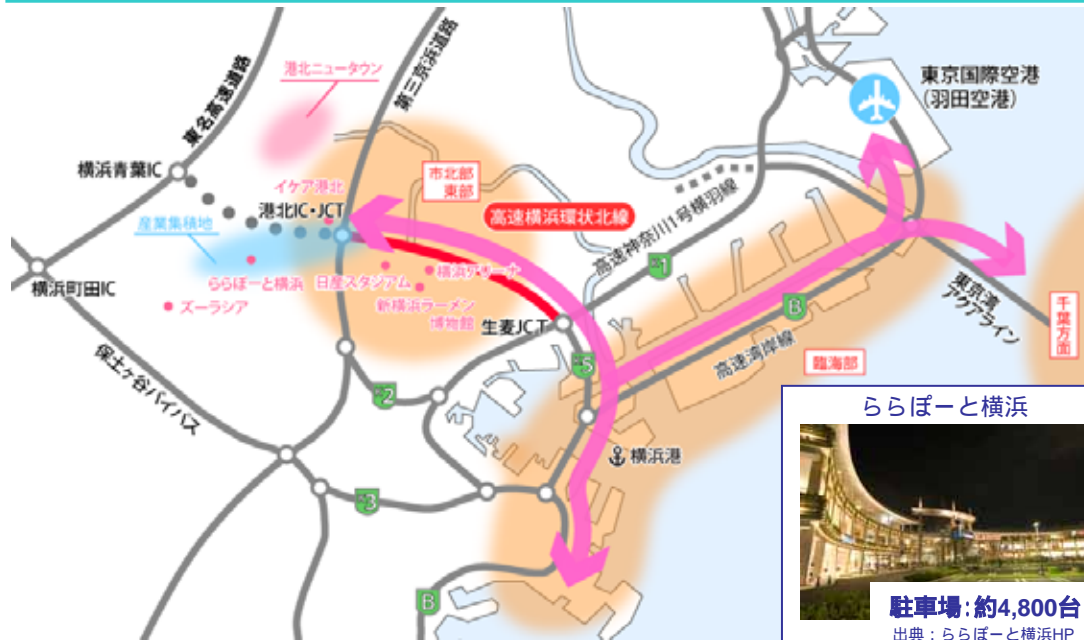 東名高速道路
港北ニュータウン
第三京浜道路
東京国際空港
(羽田空港)
横浜青葉IC
イケア港北
市北部
東部
港北IC・JCT
高速横浜環状北線
産業集積地
高速神奈川1号横羽線
1
横浜町田IC
ららぽーと横浜
日産スタジアム
横浜アリーナ
ズーラシア
新横浜ラーメン
博物館
生麦JCT
東京湾
アクアライン
千葉方面
B
高速湾岸線
臨海部
5
保土ヶ谷バイパス
2
横浜港
3
B
ららぽーと横浜
駐車場：約4,800台
出典：ららぽーと横浜HP